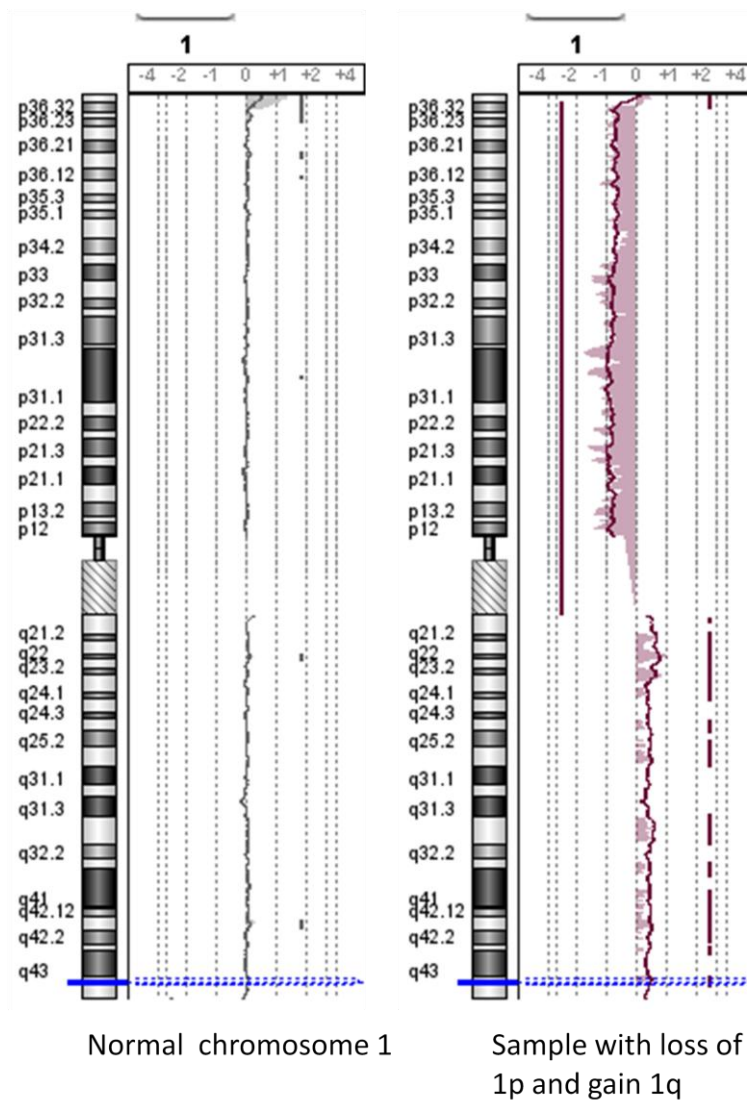 1
-4 -2 -1 0 +1 +2 +4
p36.32
p36.23
p36.21
p36.12
p35.3
p35.1
p34.2
p33
p32.2
p31.3
p31.1
p22.2
p21.3
p21.1
p13.2
p12
q21.2
q22
q23.2
q24.1
q24.3
q25.2
q31.1
q31.3
q32.2
q41
q42.12
q42.2
q43
Normal chromosome 1
1
-4 -2 -1 0 +1 +2 +4
p36.32
p36.23
p36.21
p36.12
p35.3
p35.1
p34.2
p33
p32.2
p31.3
p31.1
p22.2
p21.3
p21.1
p13.2
p12
q21.2
q22
q23.2
q24.1
q24.3
q25.2
q31.1
q31.3
q32.2
q41
q42.12
q42.2
q43
Sample with loss of
1p and gain 1q